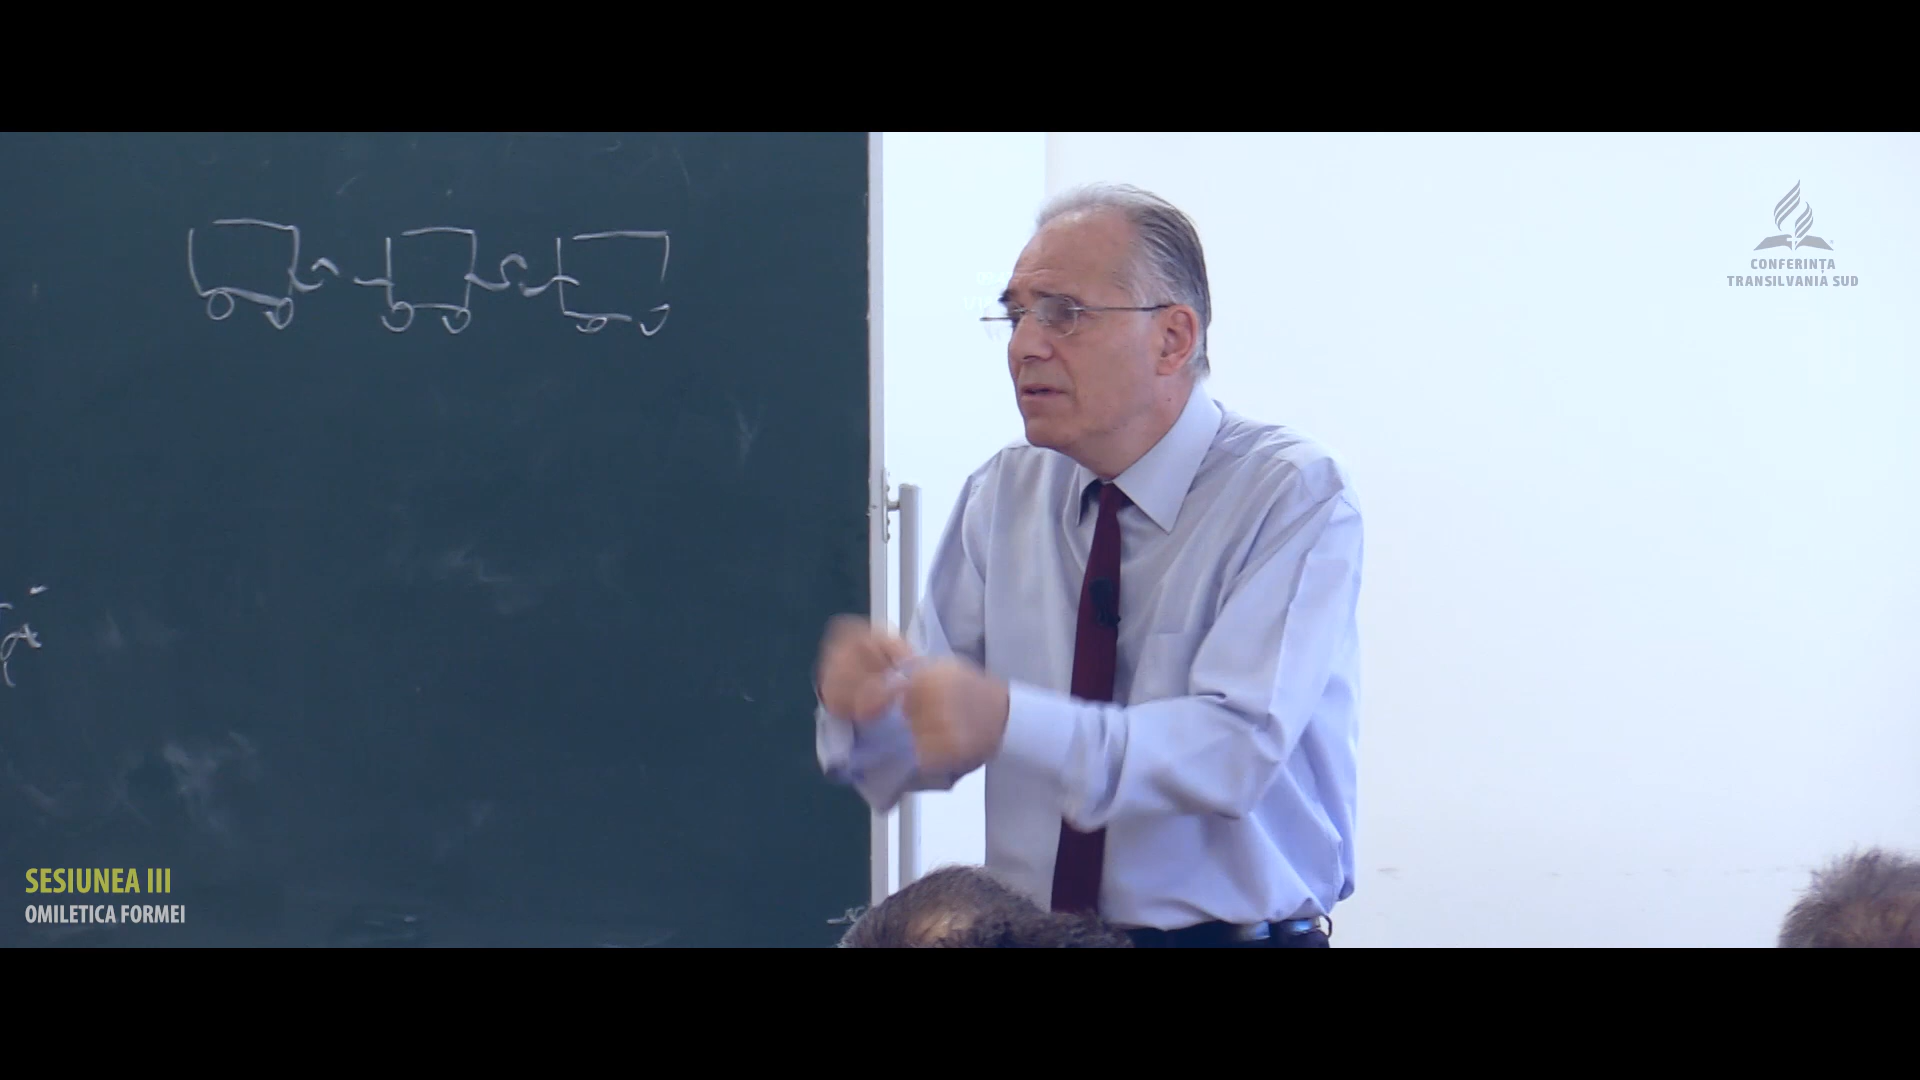 CONFERINȚA
TRANSILVANIA SUD
SESIUNEA III
OMILETICA FORMEI